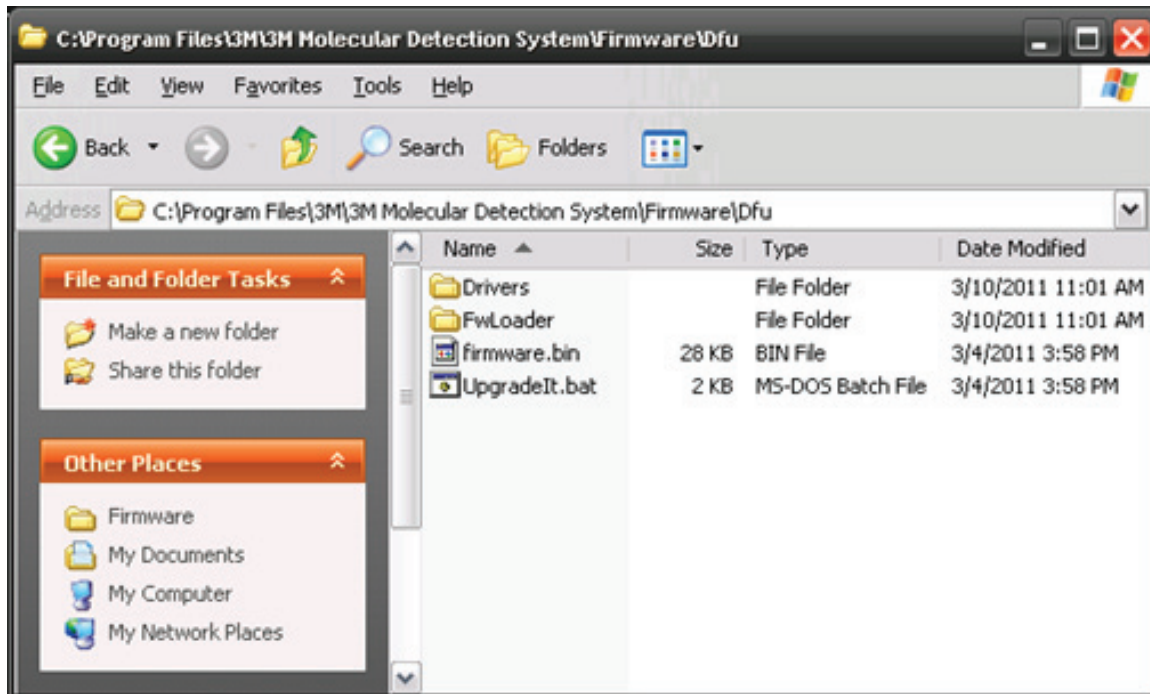 C:\Program Files\3M\3M Molecular Detection System\Firmware\Dfu
File Edit View Favorites Tools Help
Back Search Folders
Address C:\Program Files\3M\3M Molecular Detection System\Firmware\Dfu
Name Size Type Date Modified
File and Folder Tasks
Make a new folder
Share this folder
Other Places
Firmware
My Documents
My Computer
My Network Places
Drivers File Folder 3/10/2011 11:01 AM
FwLoader File Folder 3/10/2011 11:01 AM
firmware.bin 28 KB BIN File 3/4/2011 3:58 PM
UpgradeIt.bat 2 KB MS-DOS Batch File 3/4/2011 3:58 PM